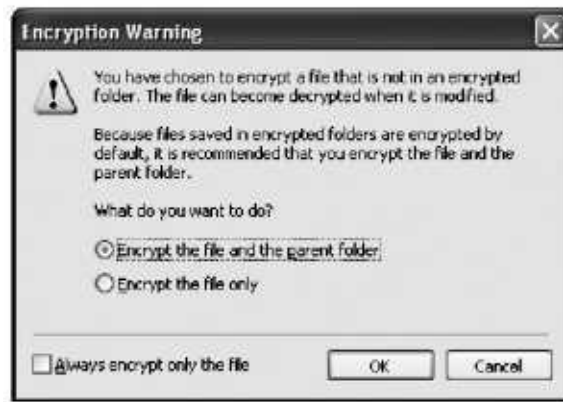 Encryption Warning
You have chosen to encrypt a file that is not in an encrypted
folder. The file can become decrypted when it is modified.
Because files saved in encrypted folders are encrypted by
default, it is recommended that you encrypt the file and the
parent folder.
What do you want to do?
Encrypt the file and the parent folder
Encrypt the file only
Always encrypt only the file
OK
Cancel